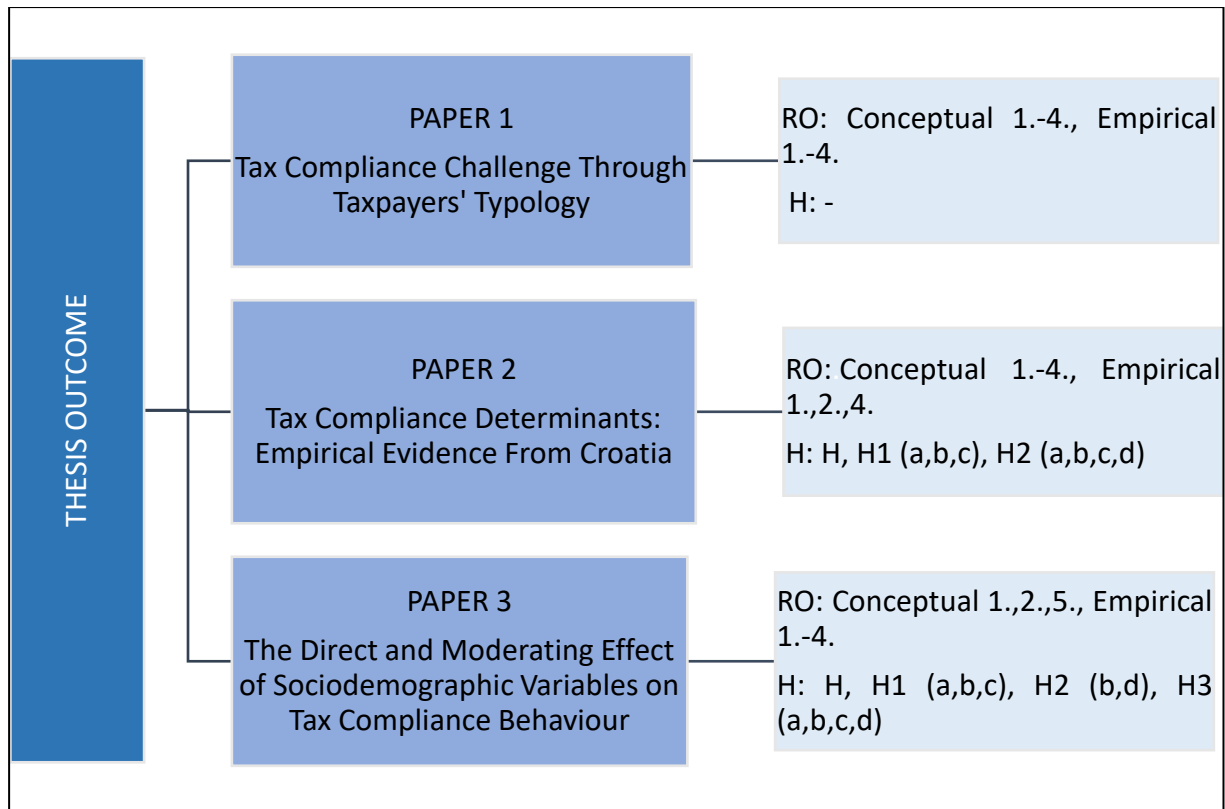 THESIS OUTCOME
PAPER 1
Tax Compliance Challenge Through
Taxpayers' Typology
RO: Conceptual 1.-4., Empirical
1.-4.
H: -
PAPER 2
Tax Compliance Determinants:
Empirical Evidence From Croatia
RO: Conceptual 1.-4., Empirical
1.,2.,4.
H: H, H1 (a,b,c), H2 (a,b,c,d)
PAPER 3
The Direct and Moderating Effect
of Sociodemographic Variables on
Tax Compliance Behaviour
RO: Conceptual 1.,2.,5., Empirical
1.-4.
H: H, H1 (a,b,c), H2 (b,d), H3
(a,b,c,d)